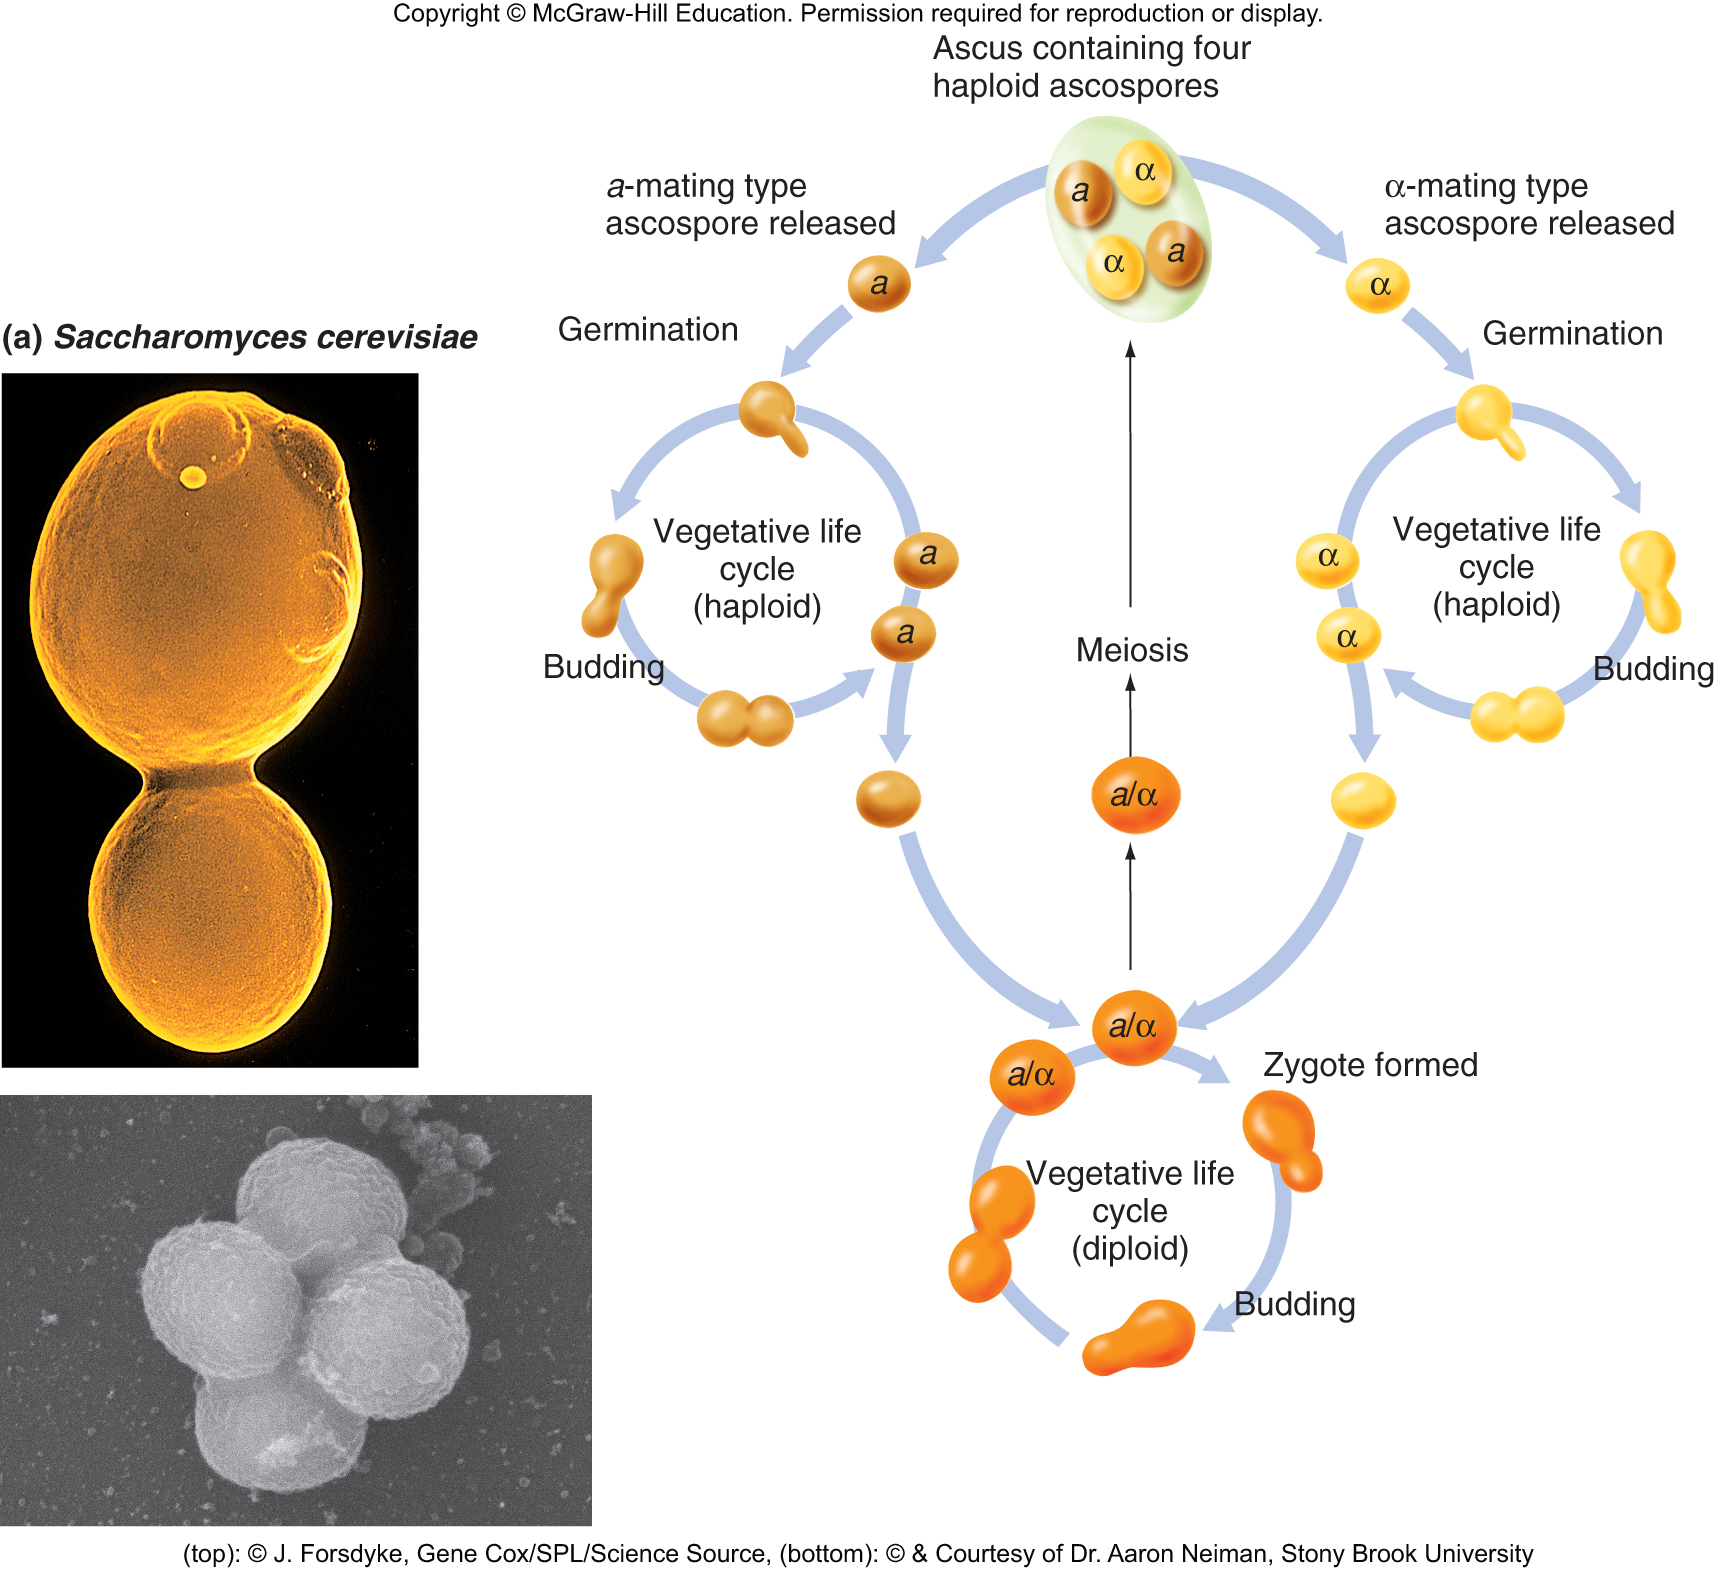 Copyright © McGraw-Hill Education. Permission required for reproduction or display.
Ascus containing four
haploid ascospores
a-mating type
ascospore released
α-mating type
ascospore released
a
α
α
a
a
α
Germination
Germination
(a) Saccharomyces cerevisiae
Vegetative life
cycle
(haploid)
a
a
Budding
Vegetative life
cycle
(haploid)
α
α
Budding
Meiosis
a/α
a/α
a/α
Zygote formed
Vegetative life
cycle
(diploid)
Budding
(top): © J. Forsdyke, Gene Cox/SPL/Science Source, (bottom): © & Courtesy of Dr. Aaron Neiman, Stony Brook University